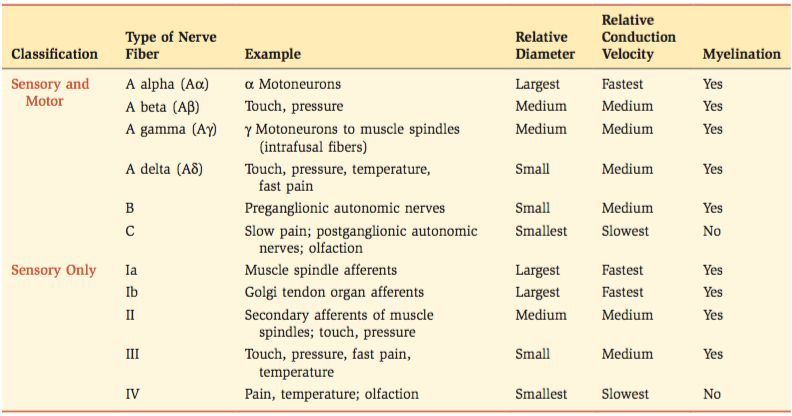 Classification Type of Nerve Fiber Example Relative Diameter Relative Conduction Velocity Myelination
Sensory and Motor A alpha (Aα) α Motoneurons Largest Fastest Yes
A beta (Aβ) Touch, pressure Medium Medium Yes
A gamma (Aγ) γ Motoneurons to muscle spindles (intrafusal fibers) Medium Medium Yes
A delta (Aδ) Touch, pressure, temperature, fast pain Small Medium Yes
B Preganglionic autonomic nerves Small Medium Yes
C Slow pain; postganglionic autonomic nerves; olfaction Smallest Slowest No
Sensory Only Ia Muscle spindle afferents Largest Fastest Yes
Ib Golgi tendon organ afferents Largest Fastest Yes
II Secondary afferents of muscle spindles; touch, pressure Medium Medium Yes
III Touch, pressure, fast pain, temperature Small Medium Yes
IV Pain, temperature; olfaction Smallest Slowest No